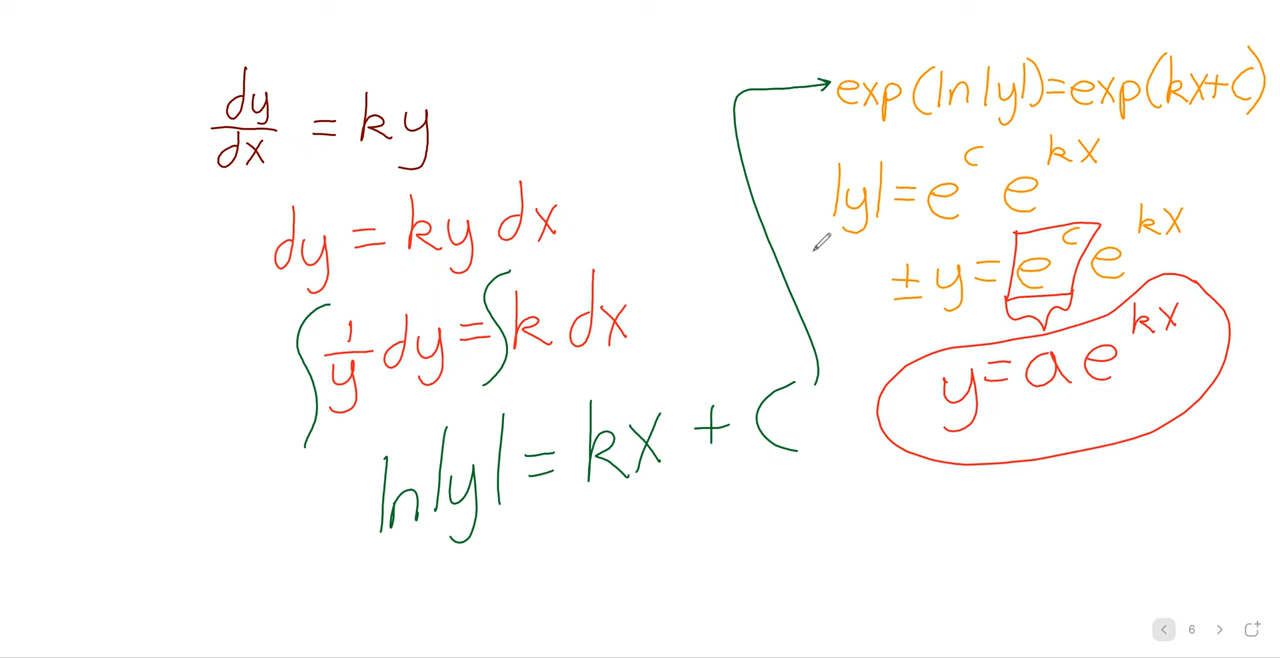 dy/dx = ky
dy = ky dx
∫ 1/y dy = ∫ k dx
ln|y| = kx + C
exp(ln|y|) = exp(kx+C)
|y| = e^c e^kx
± y = e^c e^kx
y = a e^kx
6